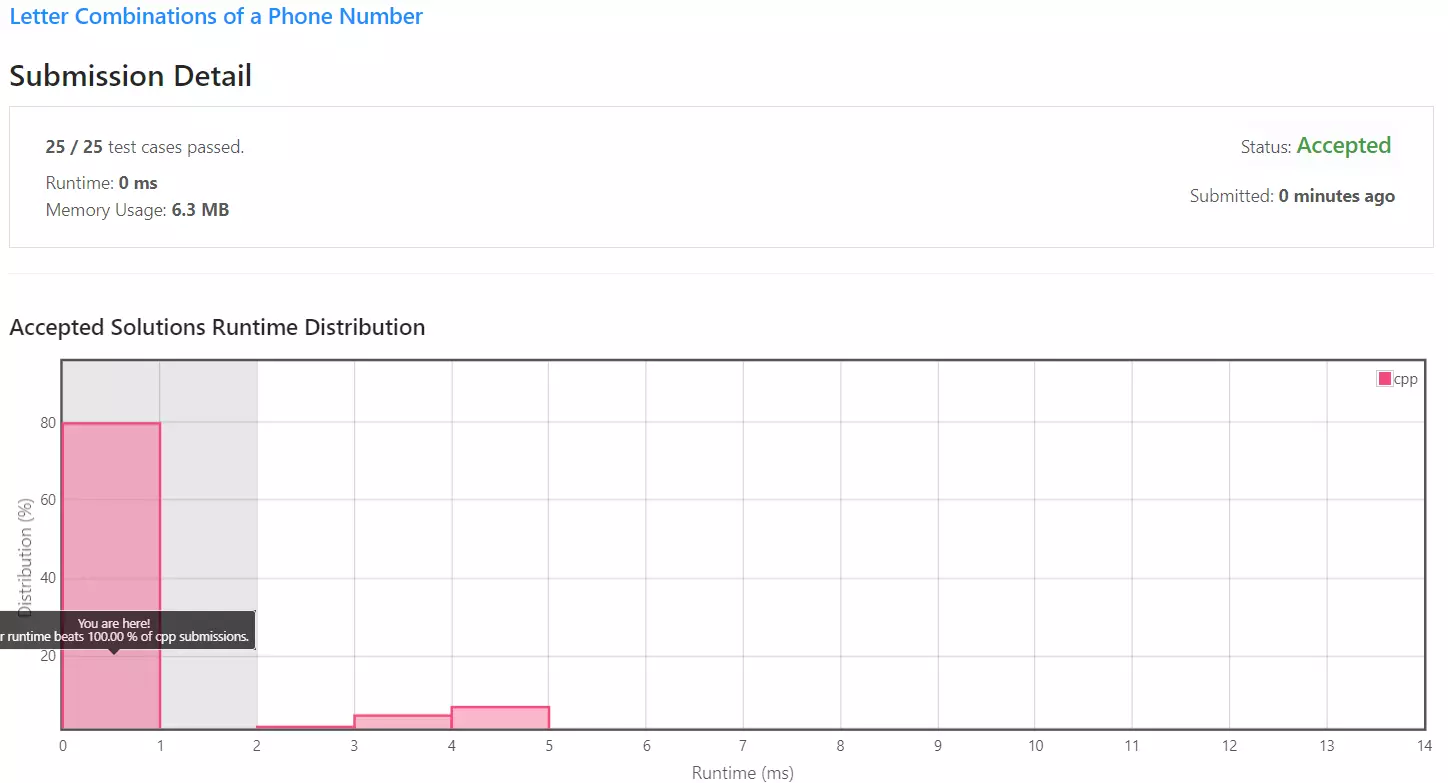 Letter Combinations of a Phone Number
Submission Detail
25 / 25 test cases passed.
Status: Accepted
Runtime: 0 ms
Memory Usage: 6.3 MB
Submitted: 0 minutes ago
Accepted Solutions Runtime Distribution
cpp
80
60
40
20
Distribution (%)
You are here!
r runtime beats 100.00 % of cpp submissions.
0 1 2 3 4 5 6 7 8 9 10 11 12 13 14
Runtime (ms)